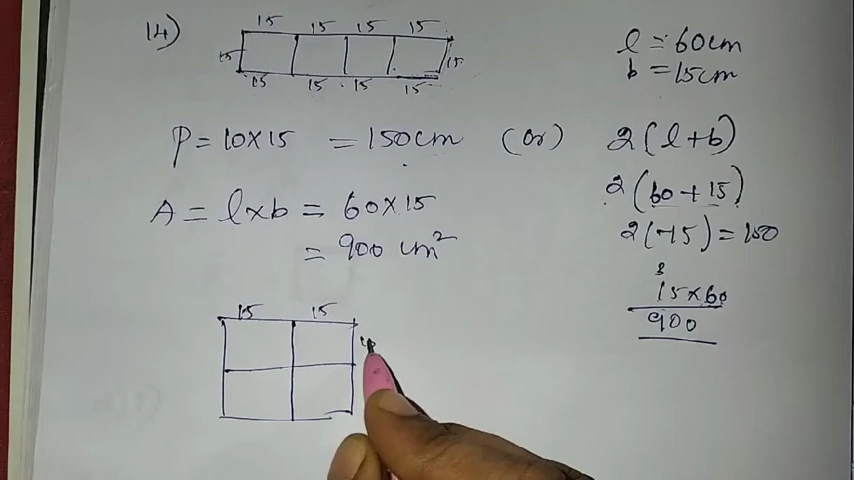 14)
15 15 15 15
15 15
15 15 15 15
l = 60cm
b = 15cm
P = 10×15 = 150cm (or) 2(l+b)
2(60+15)
A = l×b = 60×15
2(75) = 150
= 900 cm²
3
15×60
900
15 15